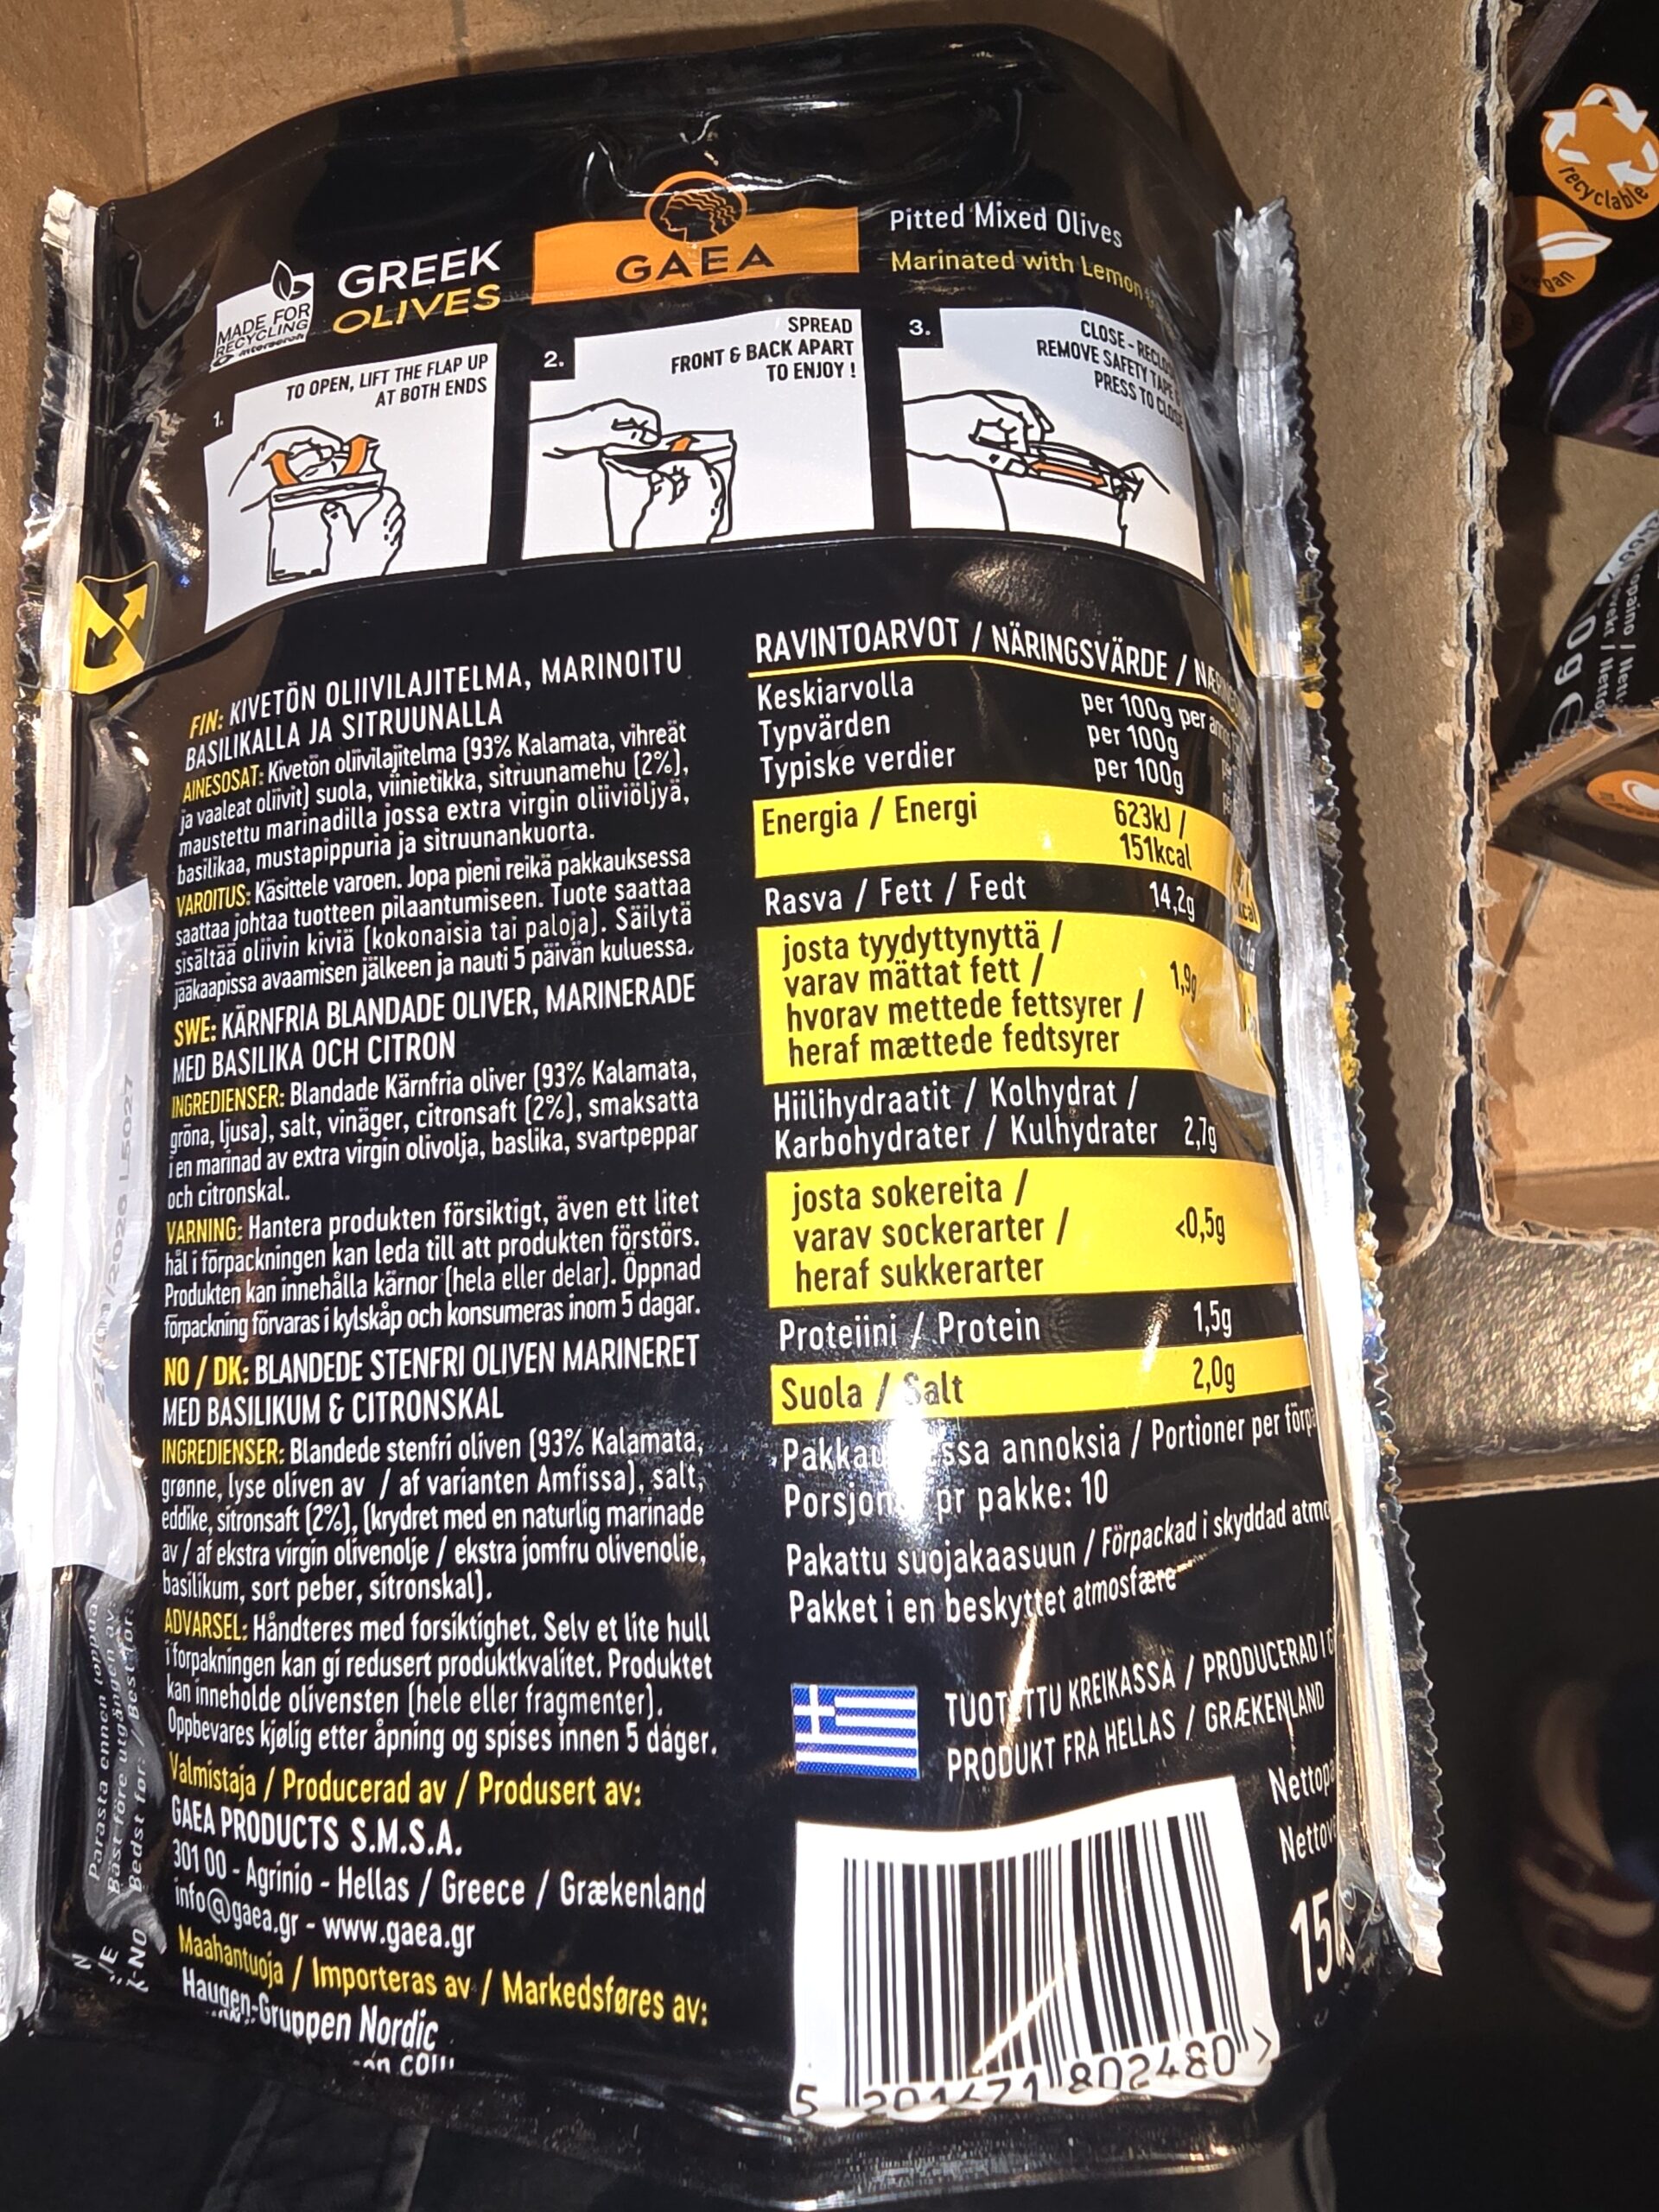 MADE FOR
RECYCLING
interseroh
GREEK
OLIVES
GAEA
Pitted Mixed Olives
Marinated with Lemon
1.
TO OPEN, LIFT THE FLAP UP
AT BOTH ENDS
2.
SPREAD
FRONT & BACK APART
TO ENJOY !
3.
CLOSE -
REMOVE SAFETY TAPE
PRESS TO CLOSE
FIN: KIVETÖN OLIIVILAJITELMA, MARINOITU
BASILIKALLA JA SITRUUNALLA
AINESOSAT: Kivetön oliivilajitelma (93% Kalamata, vihreät
ja vaaleat oliivit) suola, viinietikka, sitruunamehu (2%),
maustettu marinadilla jossa extra virgin oliiviöljyä,
basilikaa, mustapippuria ja sitruunankuorta.
VAROITUS: Käsittele varoen. Jopa pieni reikä pakkauksessa
saattaa johtaa tuotteen pilaantumiseen. Tuote saattaa
sisältää oliivin kiviä (kokonaisia tai paloja). Säilytä
jääkaapissa avaamisen jälkeen ja nauti 5 päivän kuluessa.
SWE: KÄRNFRIA BLANDADE OLIVER, MARINERADE
MED BASILIKA OCH CITRON
INGREDIENSER: Blandade Kärnfria oliver (93% Kalamata,
gröna, ljusa), salt, vinäger, citronsaft (2%), smaksatta
i en marinad av extra virgin olivolja, baslika, svartpeppar
och citronskal.
VARNING: Hantera produkten försiktigt, även ett litet
hål i förpackningen kan leda till att produkten förstörs.
Produkten kan innehålla kärnor (hela eller delar). Öppnad
förpackning förvaras i kylskåp och konsumeras inom 5 dagar.
NO / DK: BLANDEDE STENFRI OLIVEN MARINERET
MED BASILIKUM & CITRONSKAL
INGREDIENSER: Blandede stenfri oliven (93% Kalamata,
grønne, lyse oliven av / af varianten Amfissa), salt,
eddike, sitronsaft (2%), (krydret med en naturlig marinade
av / af ekstra virgin olivenolje / ekstra jomfru olivenolie,
basilikum, sort peber, sitronskal).
ADVARSEL: Håndteres med forsiktighet. Selv et lite hull
i forpakningen kan gi redusert produktkvalitet. Produktet
kan inneholde olivensten (hele eller fragmenter).
Oppbevares kjølig etter åpning og spises innen 5 dager.
Valmistaja / Producerad av / Produsert av:
GAEA PRODUCTS S.M.S.A.
301 00 - Agrinio - Hellas / Greece / Grækenland
info@gaea.gr - www.gaea.gr
Maahantuoja / Importeras av / Markedsføres av:
Haugen-Gruppen Nordic
RAVINTOARVOT / NÄRINGSVÄRDE /
Keskiarvolla per 100g per
Typvärden per 100g
Typiske verdier per 100g
Energia / Energi 623kJ /
151kcal
Rasva / Fett / Fedt 14,2g
josta tyydyttynyttä /
varav mättat fett / 1,9g
hvorav mettede fettsyrer /
heraf mættede fedtsyrer
Hiilihydraatit / Kolhydrat /
Karbohydrater / Kulhydrater 2,7g
josta sokereita /
varav sockerarter / <0,5g
heraf sukkerarter
Proteiini / Protein 1,5g
Suola / Salt 2,0g
annoksia / Portioner per
pr pakke: 10
Pakattu suojakaasuun / Förpackad i skyddad
Pakket i en beskyttet atmosfære
KREIKASSA / PRODUCERAD I
PRODUKT FRA HELLAS / GRÆKENLAND
802480
L5027
Parasta ennen
Bäst före utgången av
Bedst før:
recyclable
vegan